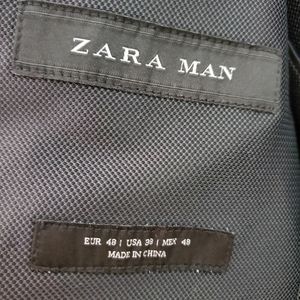 ZARA MAN
EUR 48 | USA 38 | MEX 48
MADE IN CHINA